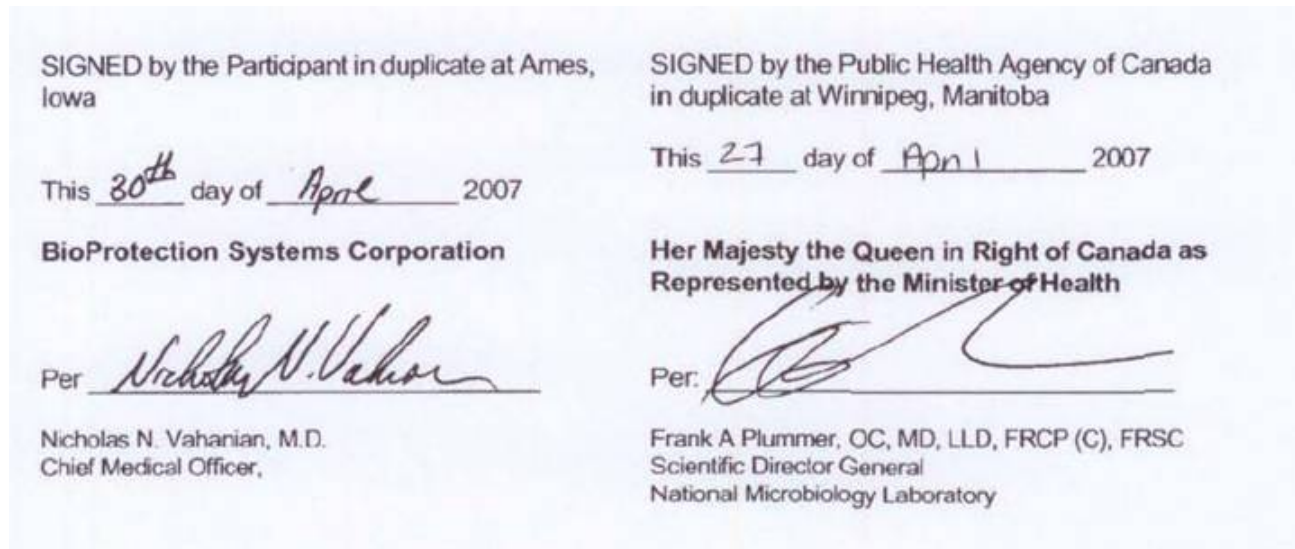 SIGNED by the Participant in duplicate at Ames,
Iowa
This 30th day of April 2007
BioProtection Systems Corporation
Per Nicholas N. Vahanian
Nicholas N. Vahanian, M.D.
Chief Medical Officer,
SIGNED by the Public Health Agency of Canada
in duplicate at Winnipeg, Manitoba
This 27 day of April 2007
Her Majesty the Queen in Right of Canada as
Represented by the Minister of Health
Per:
Frank A Plummer, OC, MD, LLD, FRCP (C), FRSC
Scientific Director General
National Microbiology Laboratory